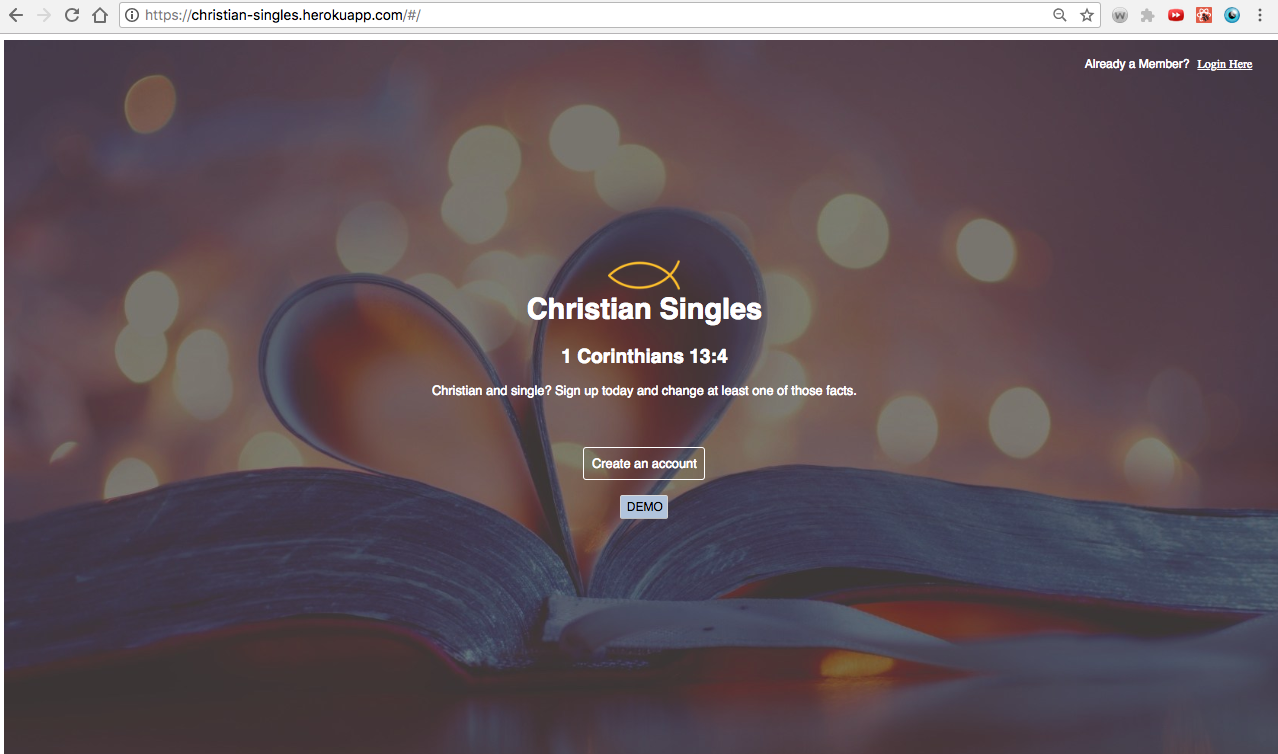 https://christian-singles.herokuapp.com/#/
Already a Member? Login Here
Christian Singles
1 Corinthians 13:4
Christian and single? Sign up today and change at least one of those facts.
Create an account
DEMO